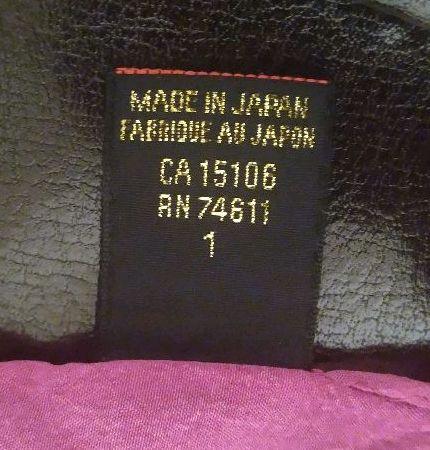 MADE IN JAPAN
FABRIQUE AU JAPON
CA 15106
RN 74611
1